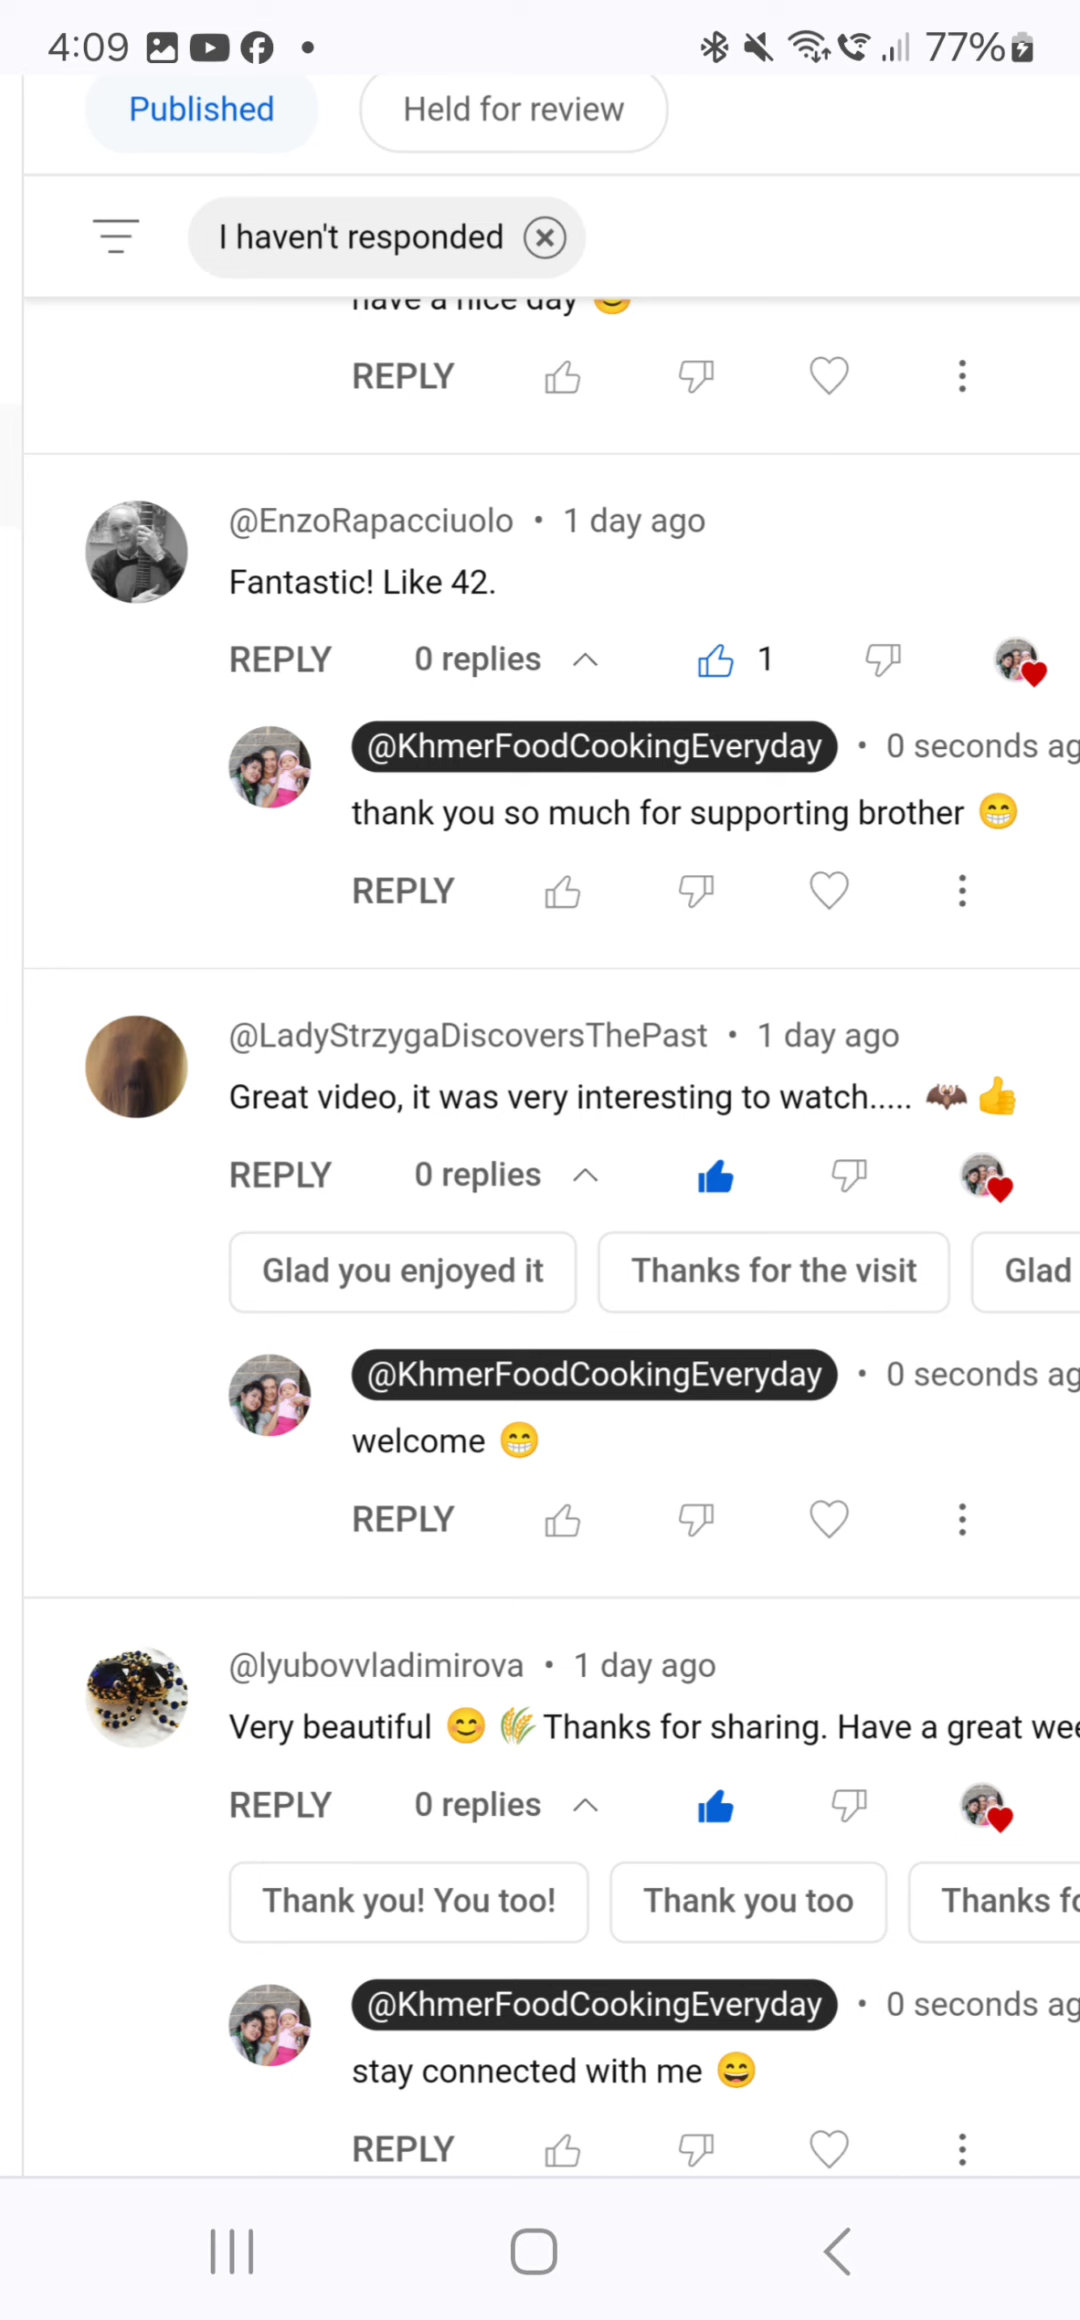 4:09 77%
Published Held for review
I haven't responded
have a nice day 😊
REPLY
@EnzoRapacciuolo • 1 day ago
Fantastic! Like 42.
REPLY 0 replies 1
@KhmerFoodCookingEveryday • 0 seconds ag
thank you so much for supporting brother 😁
REPLY
@LadyStrzygaDiscoversThePast • 1 day ago
Great video, it was very interesting to watch..... 🦇👍
REPLY 0 replies
Glad you enjoyed it Thanks for the visit Glad
@KhmerFoodCookingEveryday • 0 seconds ag
welcome 😁
REPLY
@lyubovvladimirova • 1 day ago
Very beautiful 😊 🌾 Thanks for sharing. Have a great wee
REPLY 0 replies
Thank you! You too! Thank you too Thanks fo
@KhmerFoodCookingEveryday • 0 seconds ag
stay connected with me 😄
REPLY